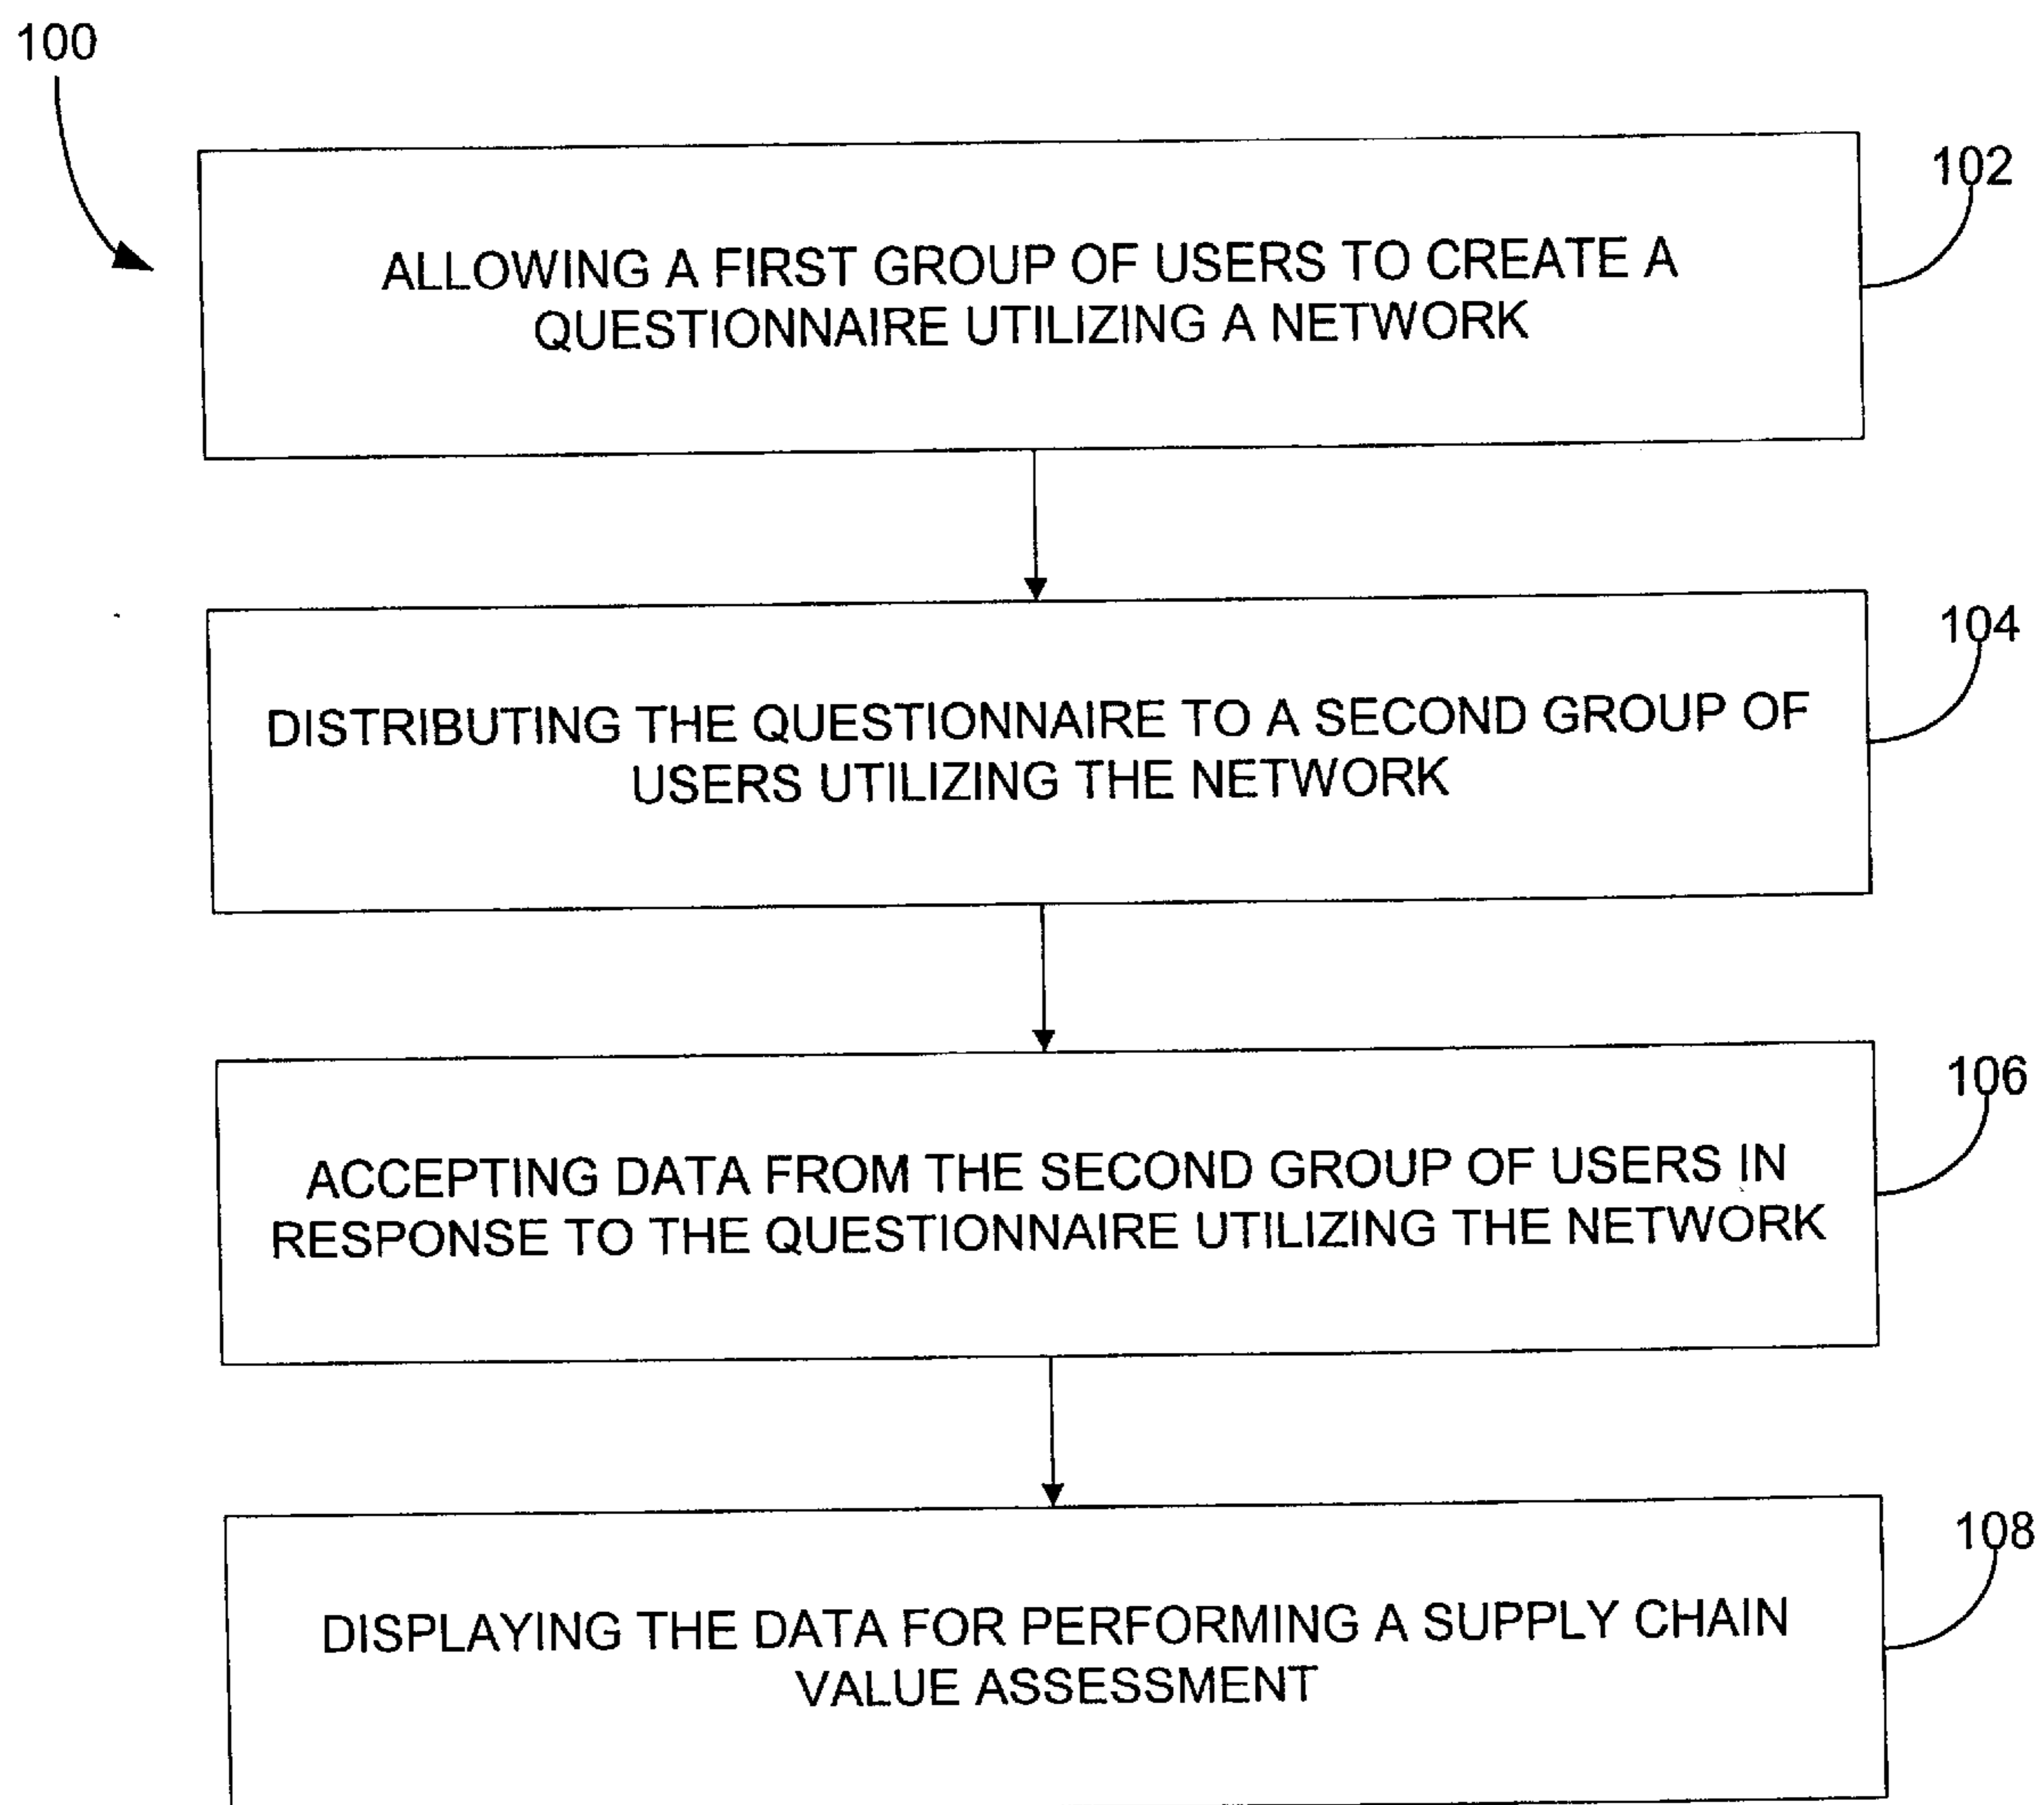 100
102
ALLOWING A FIRST GROUP OF USERS TO CREATE A
QUESTIONNAIRE UTILIZING A NETWORK
104
DISTRIBUTING THE QUESTIONNAIRE TO A SECOND GROUP OF
USERS UTILIZING THE NETWORK
106
ACCEPTING DATA FROM THE SECOND GROUP OF USERS IN
RESPONSE TO THE QUESTIONNAIRE UTILIZING THE NETWORK
108
DISPLAYING THE DATA FOR PERFORMING A SUPPLY CHAIN
VALUE ASSESSMENT